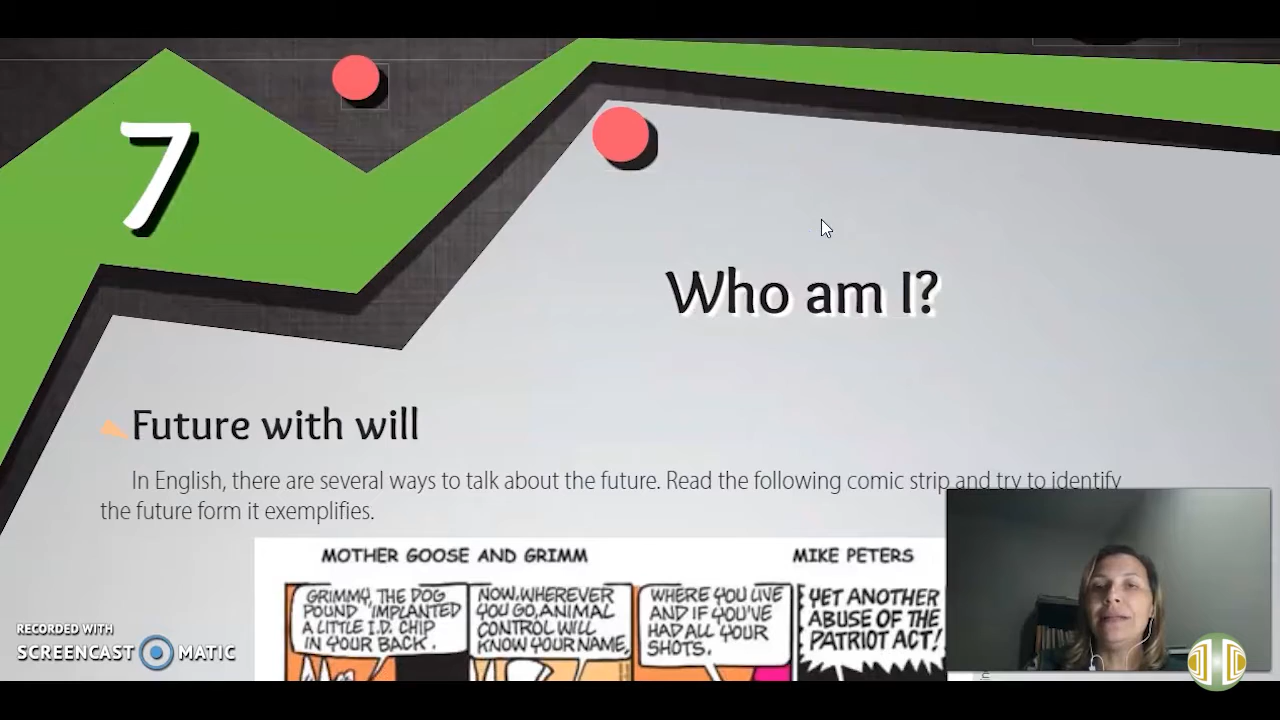 7
Who am I?
Future with will
In English, there are several ways to talk about the future. Read the following comic strip and try to identify
the future form it exemplifies.
MOTHER GOOSE AND GRIMM
MIKE PETERS
GRIMMY, THE DOG
POUND IMPLANTED
A LITTLE I.D. CHIP
IN YOUR BACK.
NOW, WHEREVER
YOU GO, ANIMAL
CONTROL WILL
KNOW YOUR NAME,
WHERE YOU LIVE
AND IF YOU'VE
HAD ALL YOUR
SHOTS.
YET ANOTHER
ABUSE OF THE
PATRIOT ACT!
RECORDED WITH
SCREENCAST MATIC